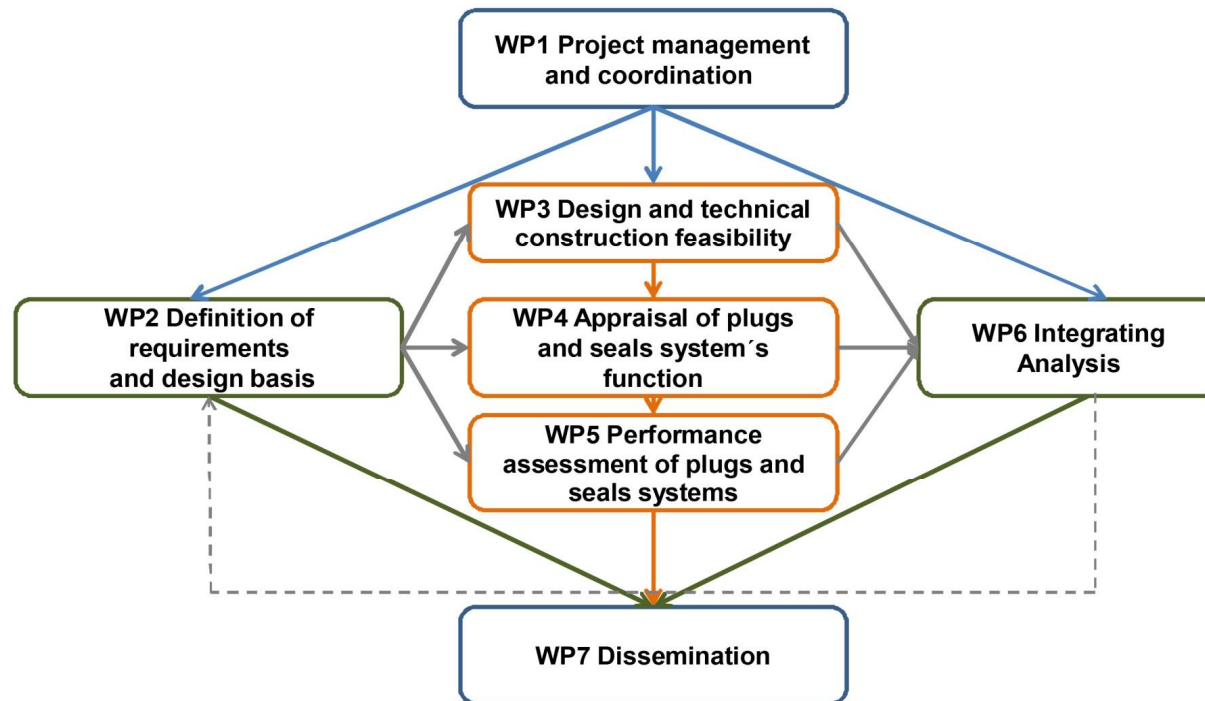 WP1 Project management
and coordination
WP3 Design and technical
construction feasibility
WP2 Definition of
requirements
and design basis
WP4 Appraisal of plugs
and seals system´s
function
WP6 Integrating
Analysis
WP5 Performance
assessment of plugs and
seals systems
WP7 Dissemination